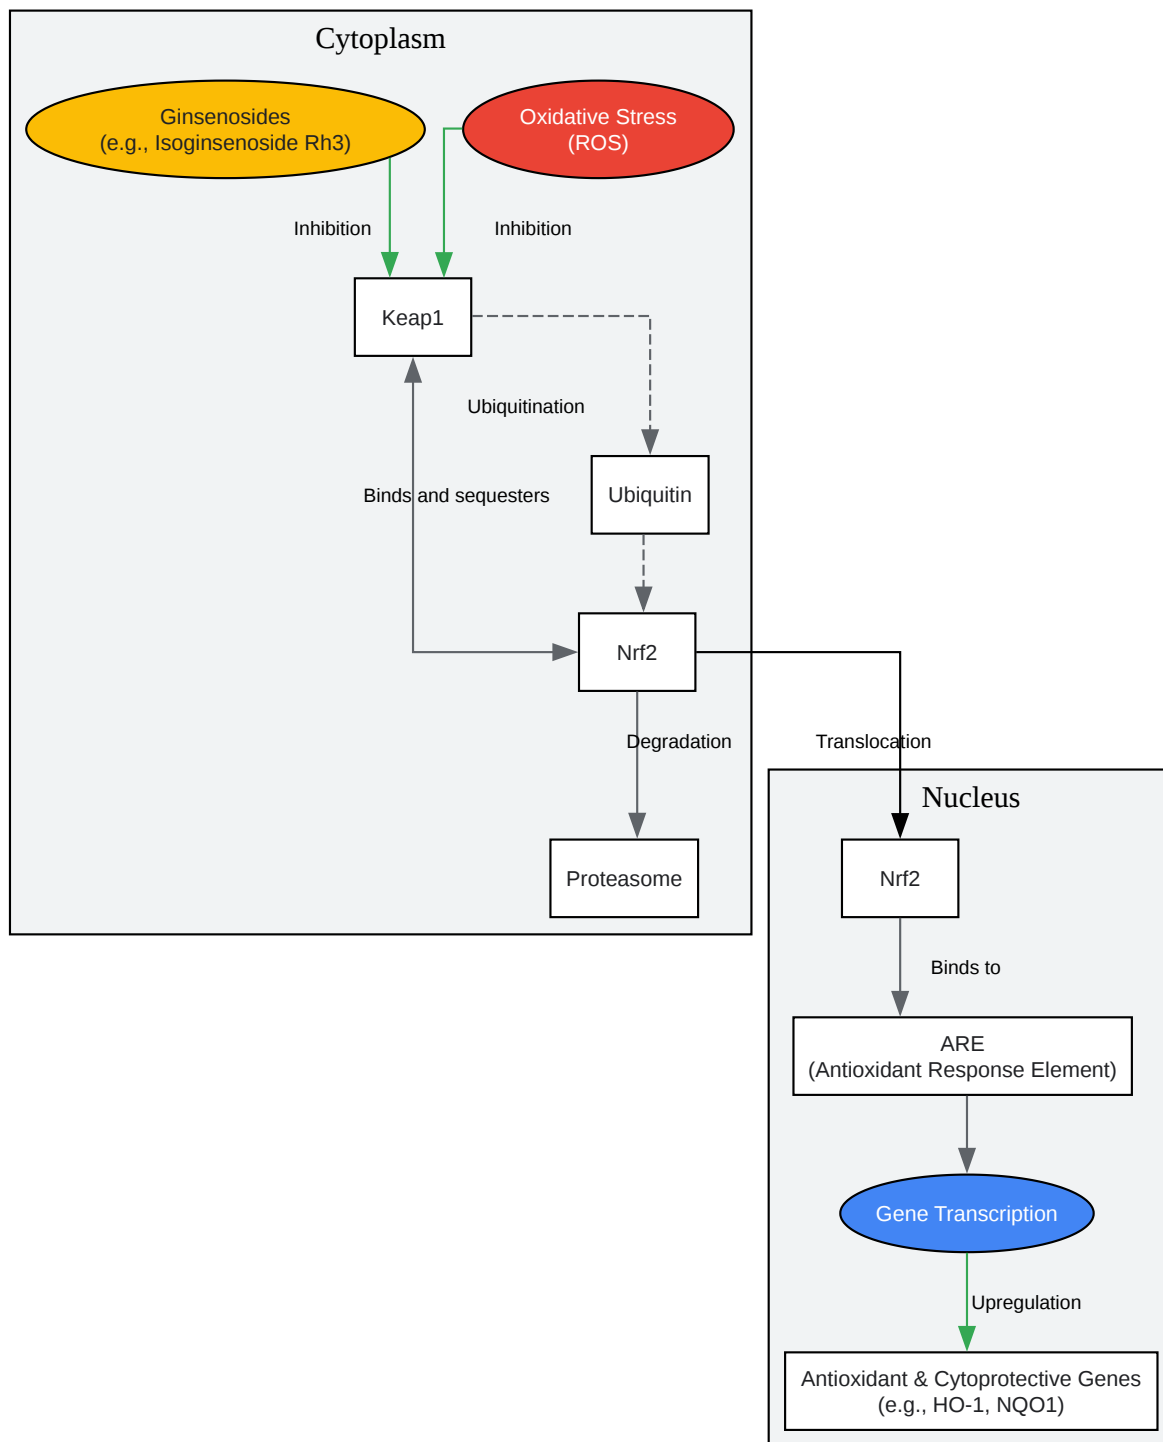 Cytoplasm
Ginsenosides
(e.g., Isoginsenoside Rh3)
Oxidative Stress
(ROS)
Inhibition
Inhibition
Keap1
Ubiquitination
Binds and sequesters
Ubiquitin
Nrf2
Degradation
Translocation
Proteasome
Nucleus
Nrf2
Binds to
ARE
(Antioxidant Response Element)
Gene Transcription
Upregulation
Antioxidant & Cytoprotective Genes
(e.g., HO-1, NQO1)